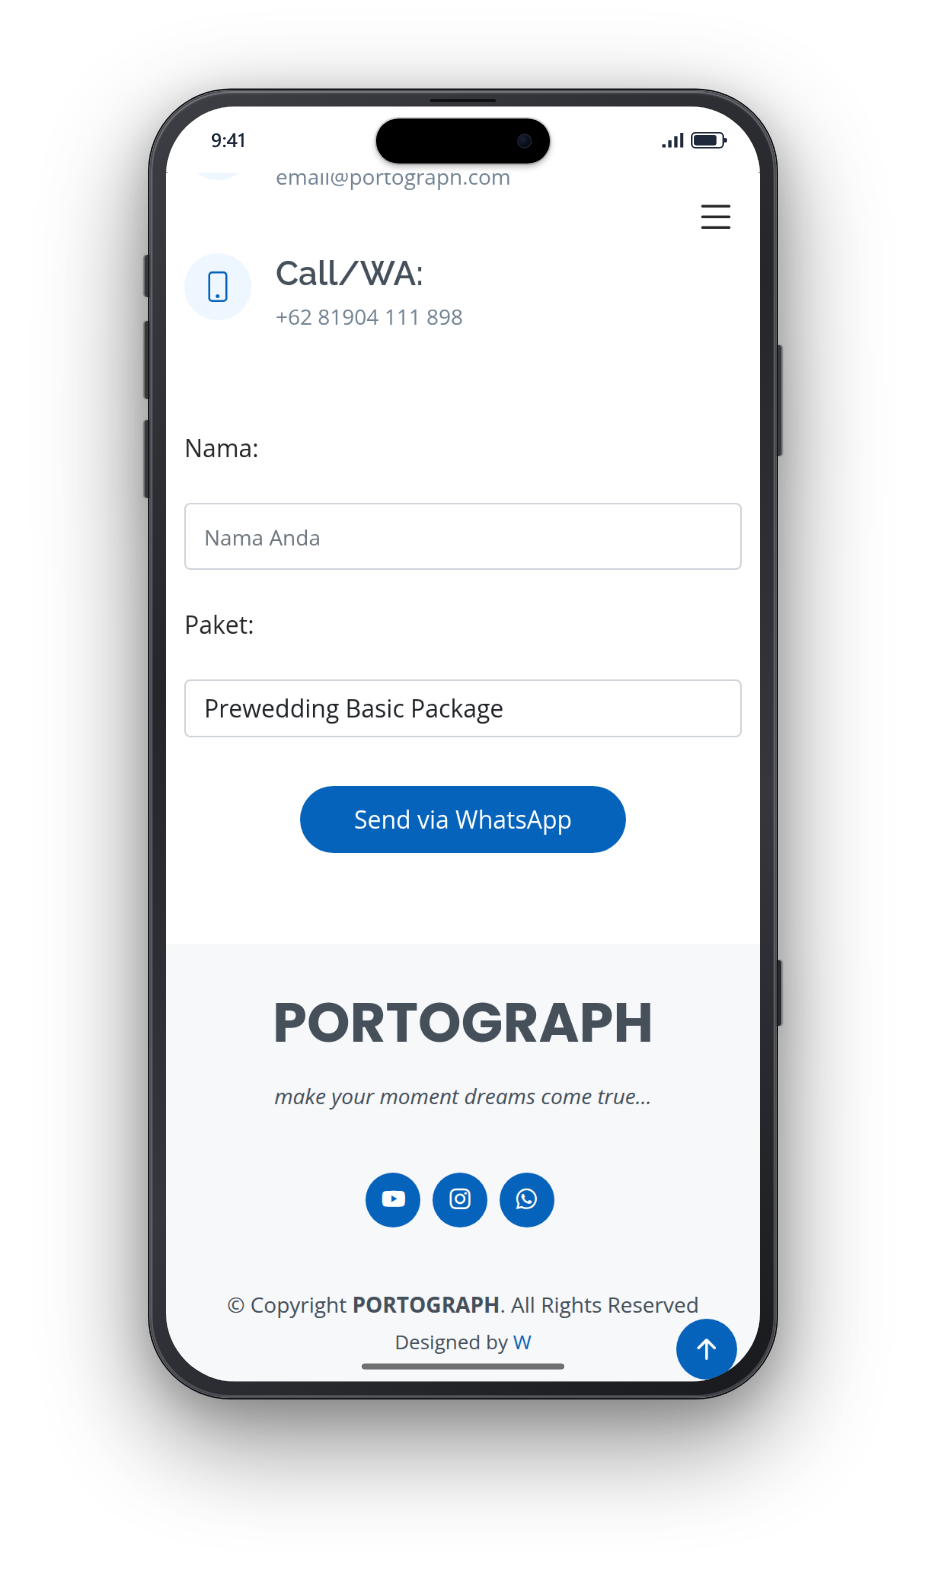 9:41
email@portograph.com
Call/WA:
+62 81904 111 898
Nama:
Nama Anda
Paket:
Prewedding Basic Package
Send via WhatsApp
PORTOGRAPH
make your moment dreams come true...
© Copyright PORTOGRAPH. All Rights Reserved
Designed by W